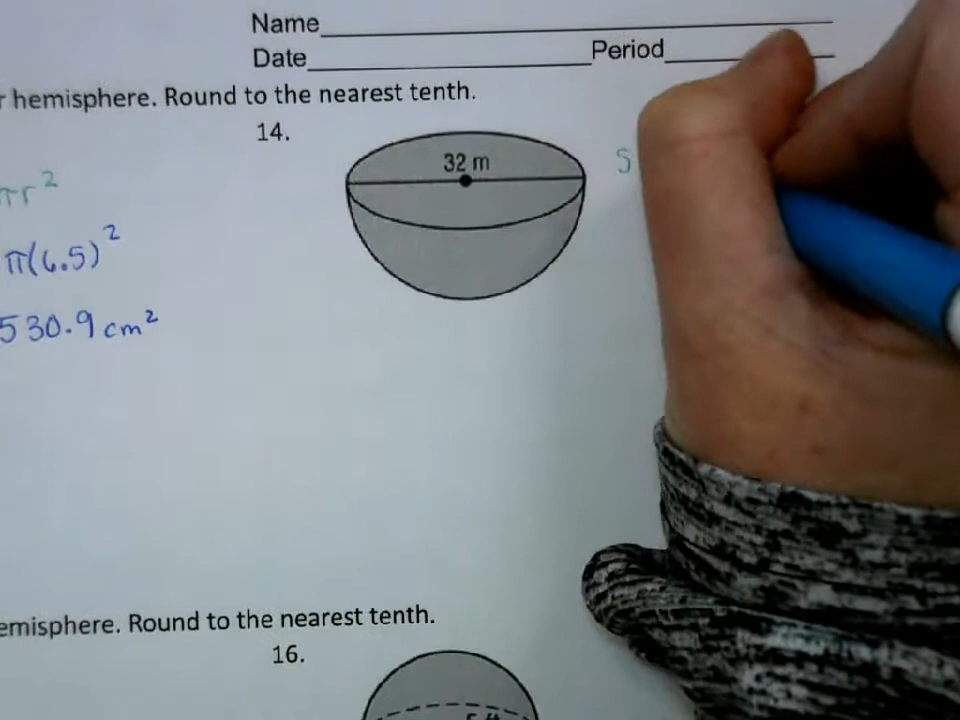 Name
Date Period
hemisphere. Round to the nearest tenth.
14.
32 m
S
πr²
π(6.5)²
530.9 cm²
emisphere. Round to the nearest tenth.
16.